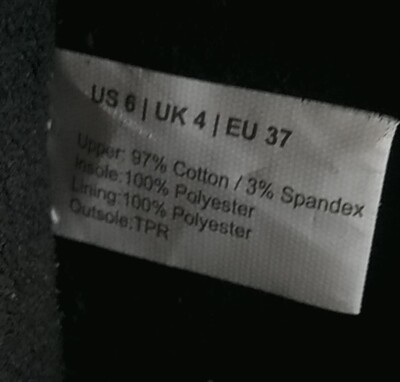 US 6 | UK 4 | EU 37
Upper: 97% Cotton / 3% Spandex
Insole:100% Polyester
Lining:100% Polyester
Outsole:TPR